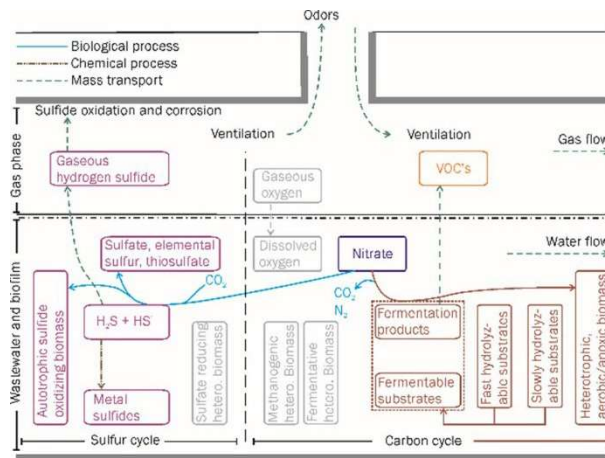 Odors
Biological process
Chemical process
Mass transport
Sulfide oxidation and corrosion
Ventilation
Ventilation
Gas flow
Gas phase
Gaseous
hydrogen sulfide
Gaseous
oxygen
VOC's
Sulfate, elemental
sulfur, thiosulfate
Dissolved
oxygen
Nitrate
Water flow
CO2
CO2
N2
Wastewater and biofilm
Autotrophic sulfide
oxidizing biomass
H2S + HS-
Metal
sulfides
Sulfate reducing
hetero. biomass
Methanogenic
hetero. Biomass
Fermentative
hetero. Biomass
Fermentation
products
Fermentable
substrates
Fast hydrolyz-
able substrates
Slowly hydrolyz-
able substrates
Heterotrophic,
aerobic/anoxic biomass
Sulfur cycle
Carbon cycle